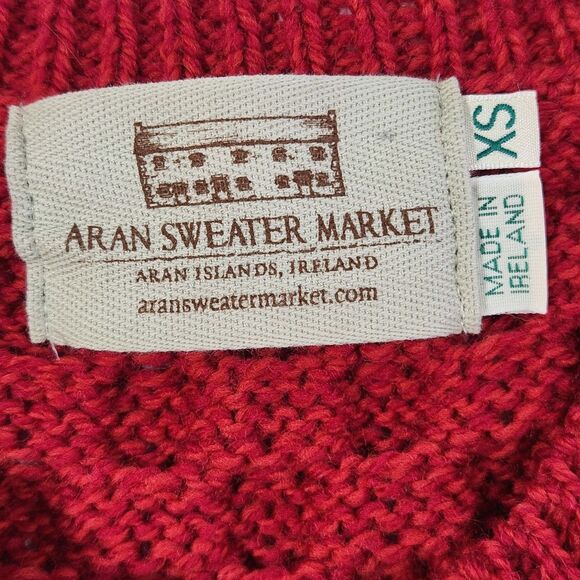 ARAN SWEATER MARKET
ARAN ISLANDS, IRELAND
aransweatermarket.com
XS
MADE IN
IRELAND